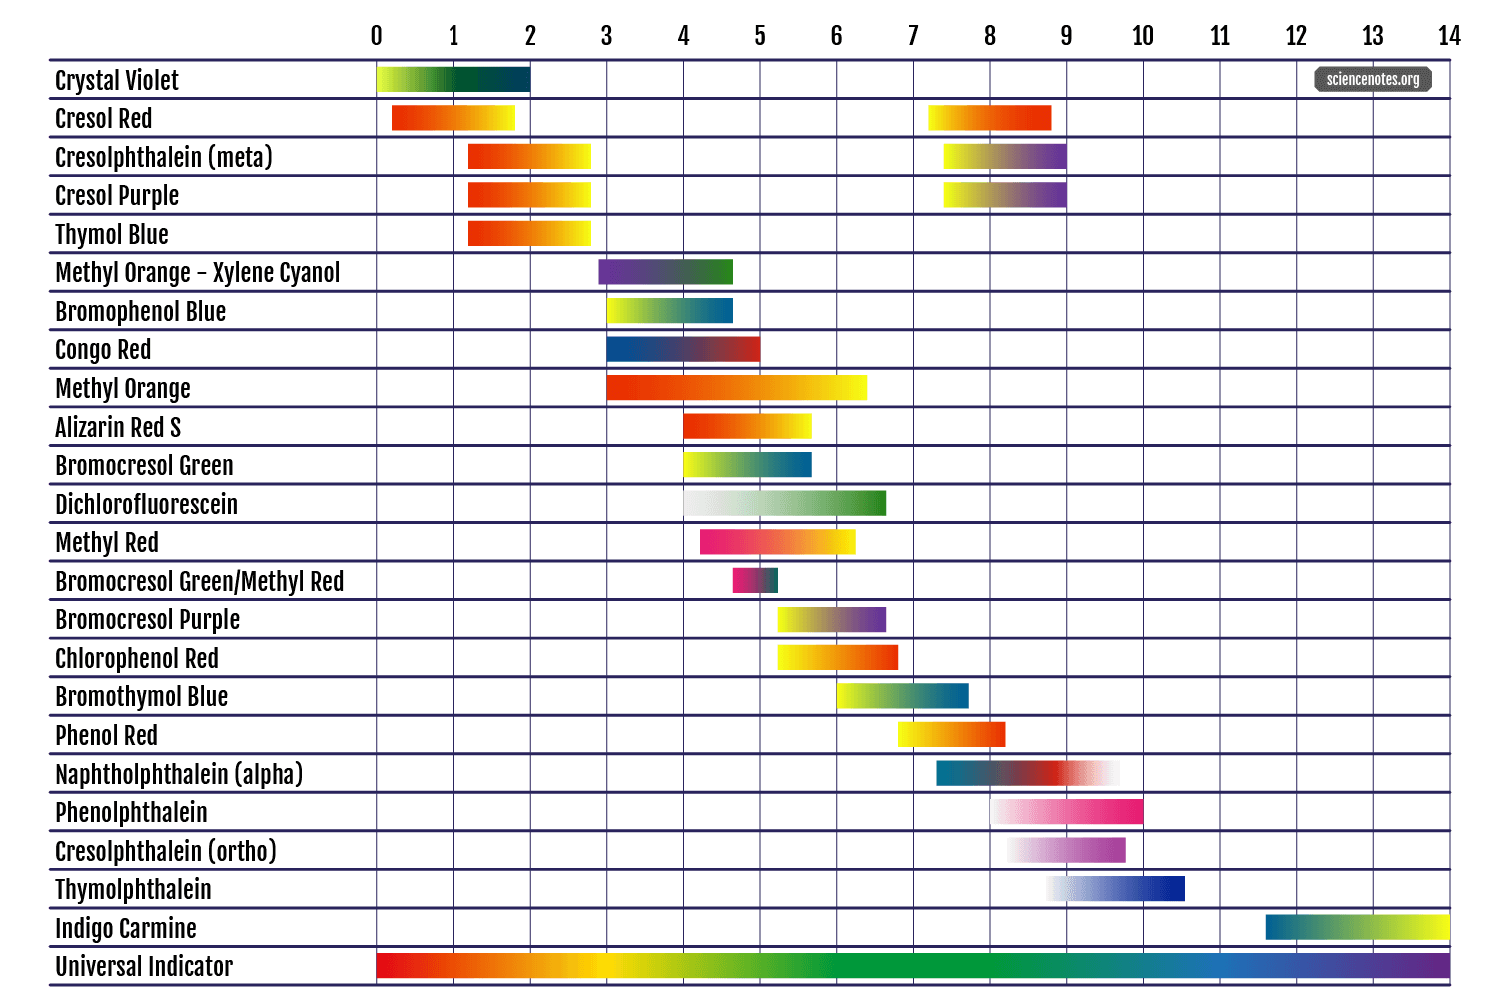 0 1 2 3 4 5 6 7 8 9 10 11 12 13 14
Crystal Violet
sciencenotes.org
Cresol Red
Cresolphthalein (meta)
Cresol Purple
Thymol Blue
Methyl Orange - Xylene Cyanol
Bromophenol Blue
Congo Red
Methyl Orange
Alizarin Red S
Bromocresol Green
Dichlorofluorescein
Methyl Red
Bromocresol Green/Methyl Red
Bromocresol Purple
Chlorophenol Red
Bromothymol Blue
Phenol Red
Naphtholphthalein (alpha)
Phenolphthalein
Cresolphthalein (ortho)
Thymolphthalein
Indigo Carmine
Universal Indicator